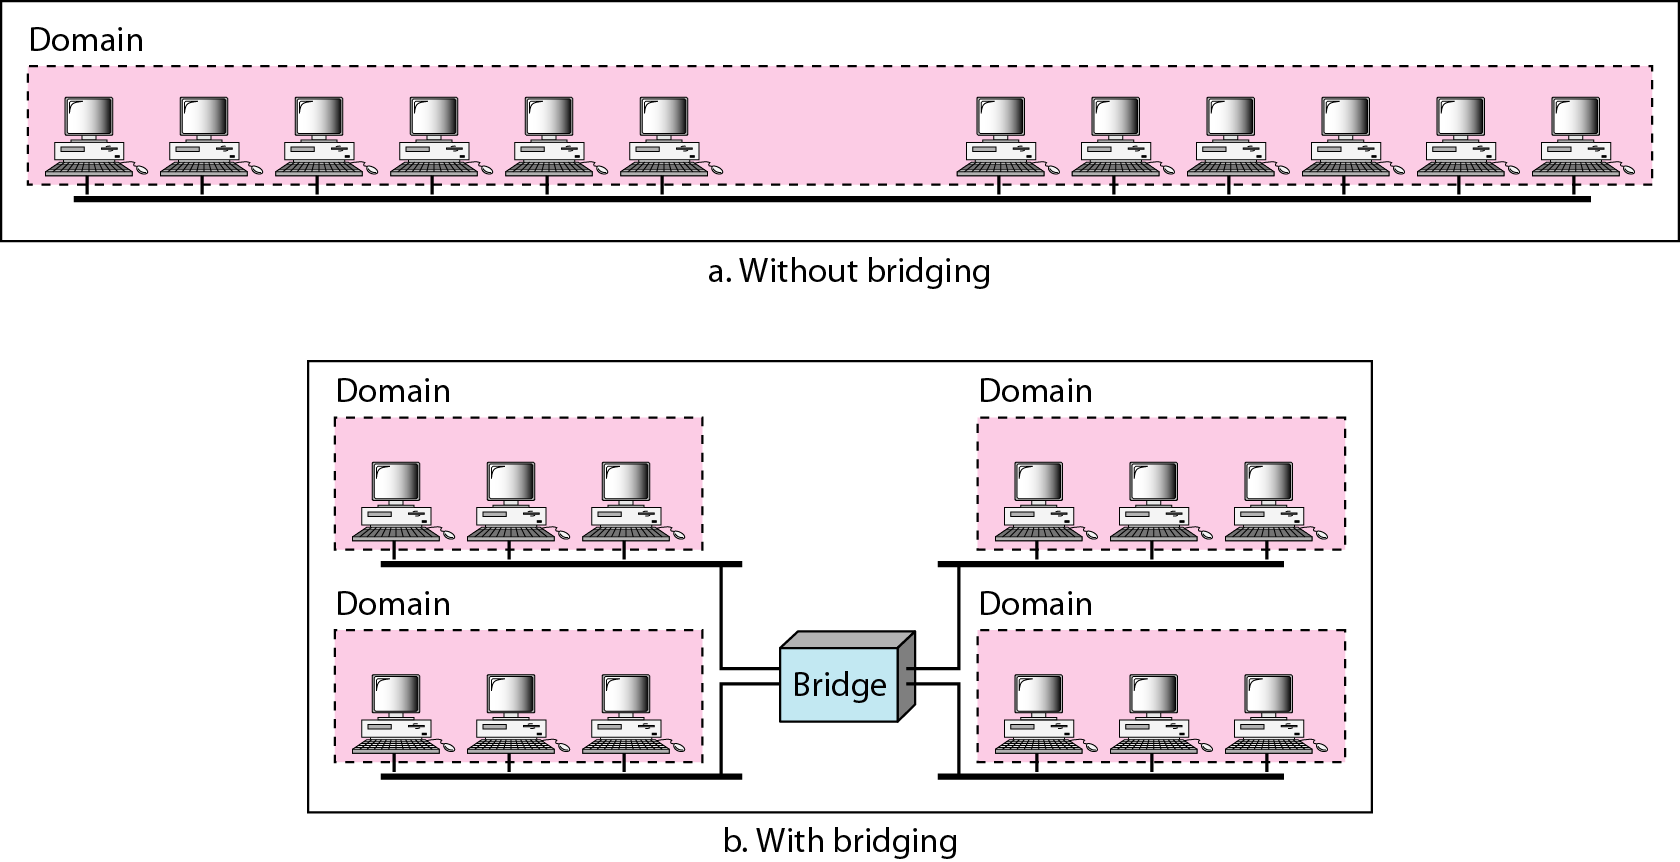 Domain
a. Without bridging
Domain
Domain
Domain
Domain
Bridge
b. With bridging